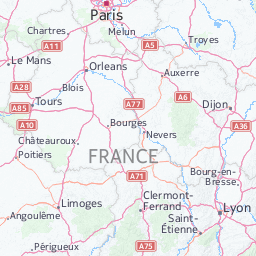 Paris
Chartres
Melun
Troyes
A11
A5
Le Mans
Orleans
Auxerre
A28
Blois
A6
A85
Tours
A77
Dijon
A10
Bourges
A36
Nevers
Châteauroux
Poitiers
FRANCE
A71
Bourg-en-
Bresse
Limoges
Clermont-
Ferrand
Lyon
Angoulême
Saint-
Étienne
Périgueux
A75